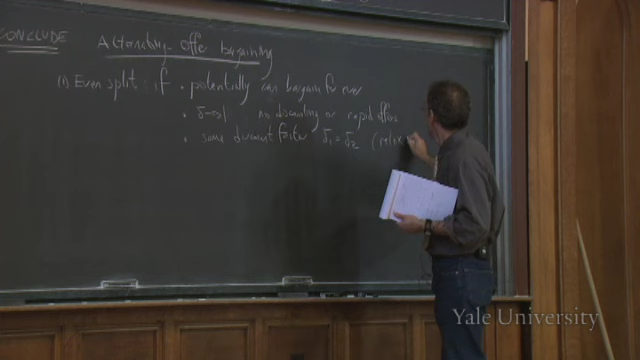 CONCLUDE Alternating-Offer Bargaining
(1) Even split : if • potentially can bargain for ever
• δ→1 no discounting or rapid offers
• same discount factor δ₁ = δ₂ (relax
Yale University